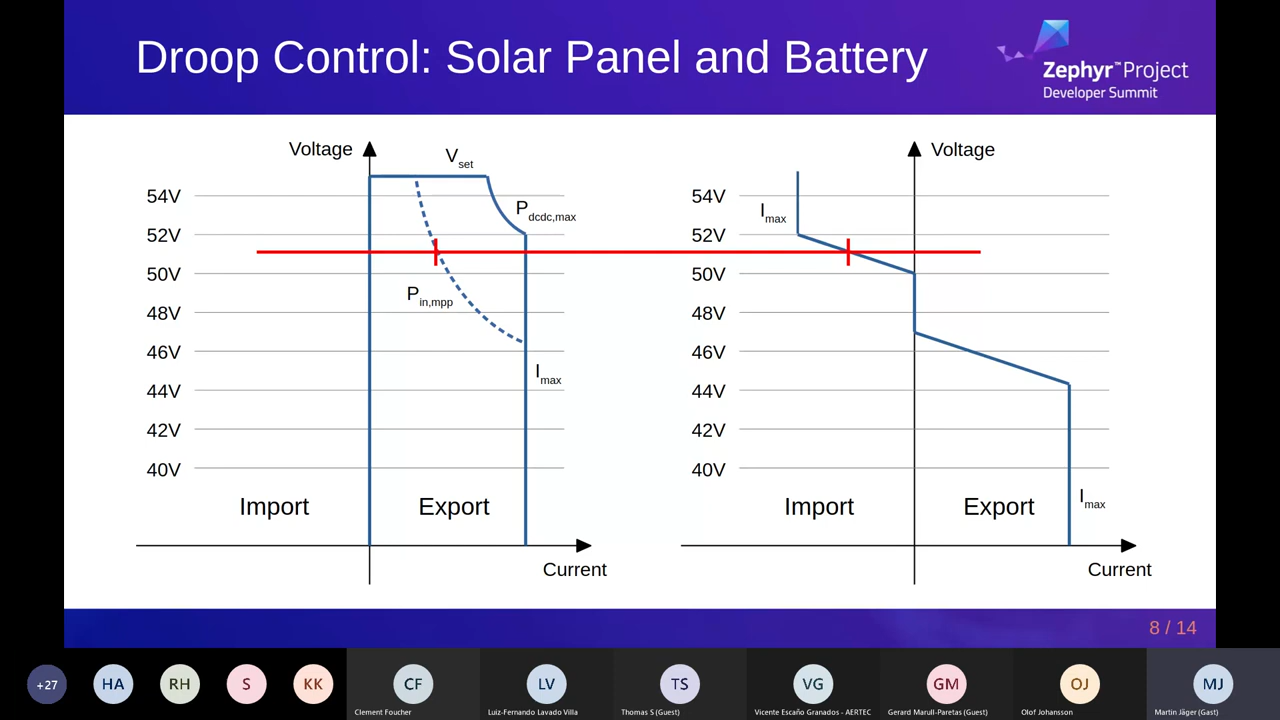 Droop Control: Solar Panel and Battery
Zephyr™Project
Developer Summit
Voltage
Vset
54V
Pdcdc,max
52V
50V
Pin,mpp
48V
46V
Imax
44V
42V
40V
Import
Export
Current
Voltage
54V
Imax
52V
50V
48V
46V
44V
42V
40V
Imax
Import
Export
Current
8 / 14
+27
HA
RH
S
KK
CF
LV
TS
VG
GM
OJ
MJ
Clement Foucher
Luiz-Fernando Lavado Villa
Thomas S (Guest)
Vicente Escaño Granados - AERTEC
Gerard Marull-Paretas (Guest)
Olof Johansson
Martin Jäger (Gast)